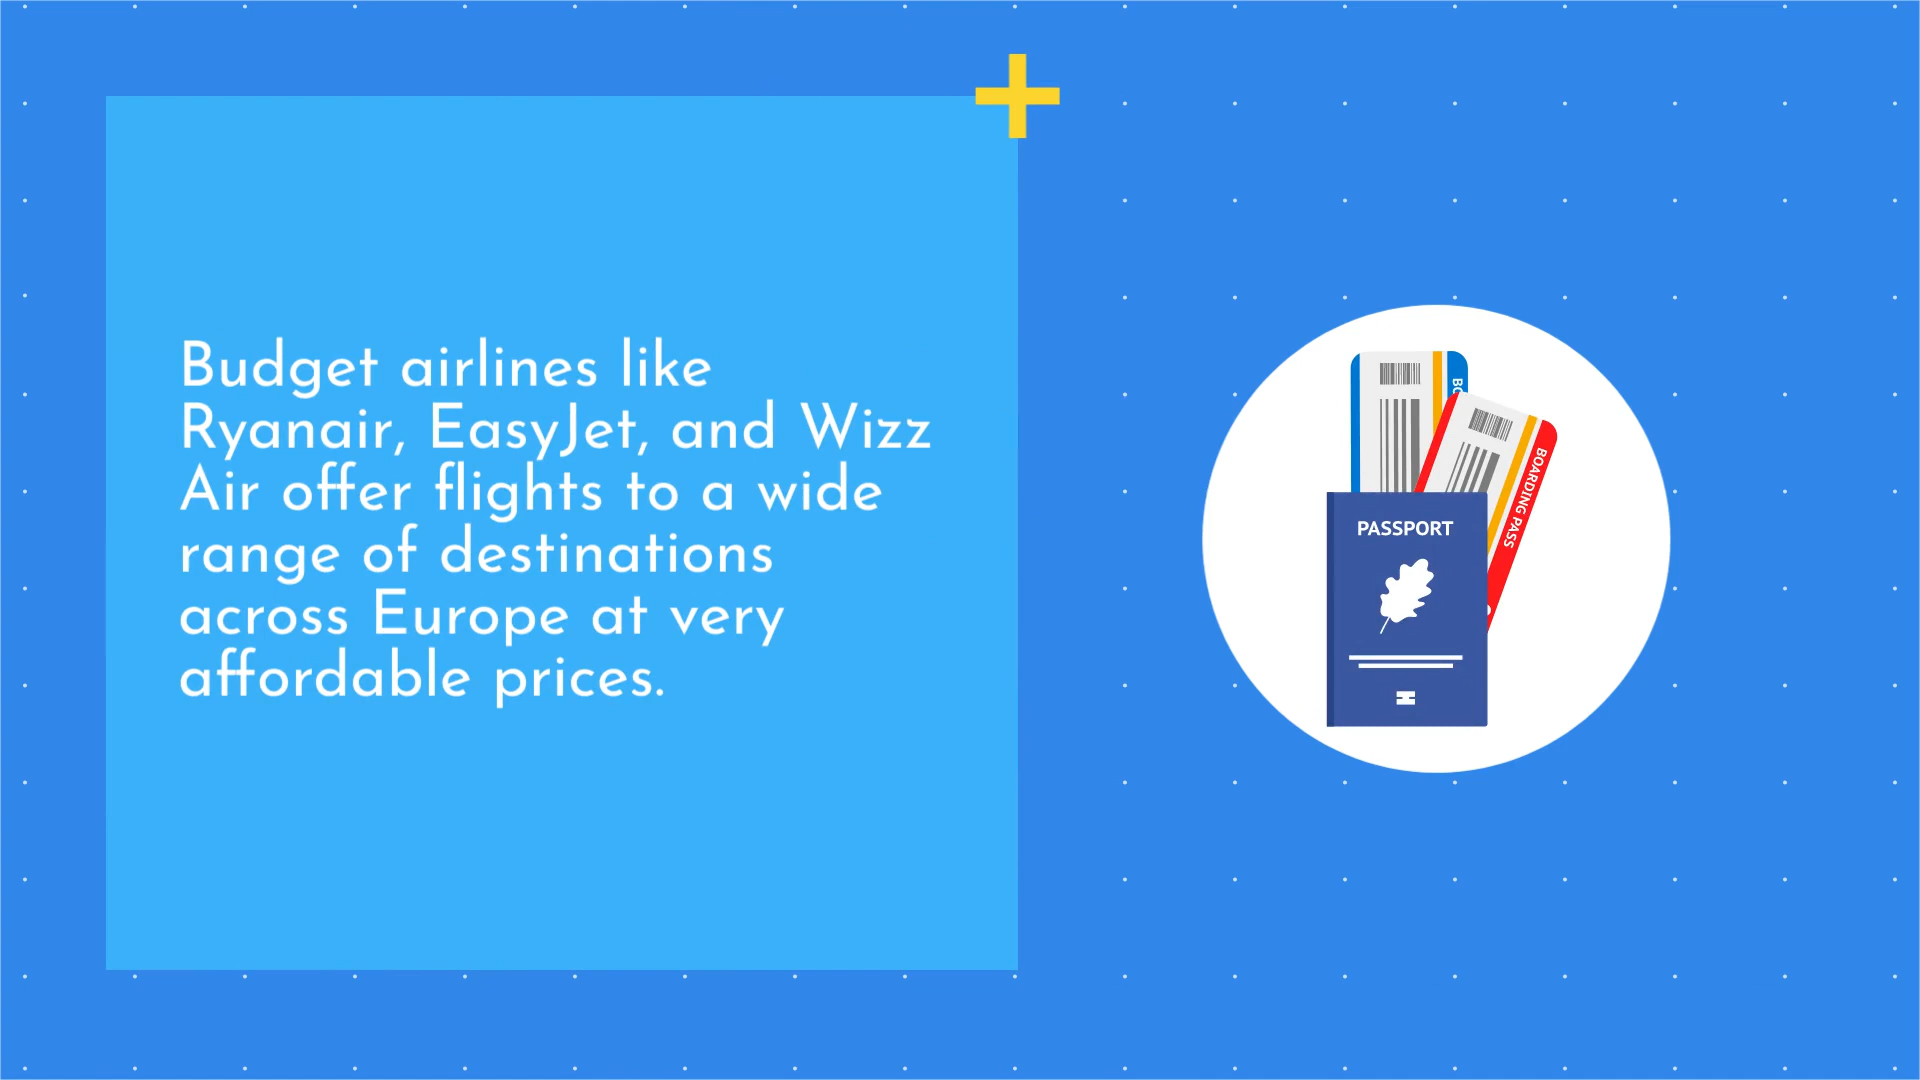 Budget airlines like
Ryanair, EasyJet, and Wizz
Air offer flights to a wide
range of destinations
across Europe at very
affordable prices.
BO
BOARDING PASS
PASSPORT